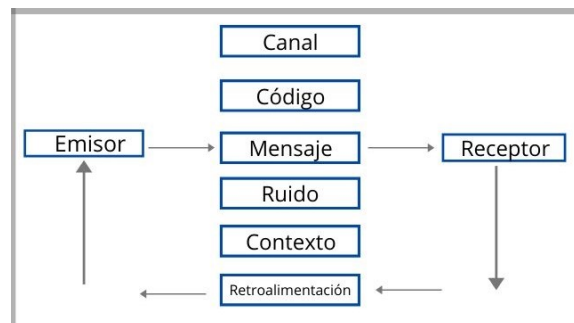 Canal
Código
Emisor
Mensaje
Receptor
Ruido
Contexto
Retroalimentación